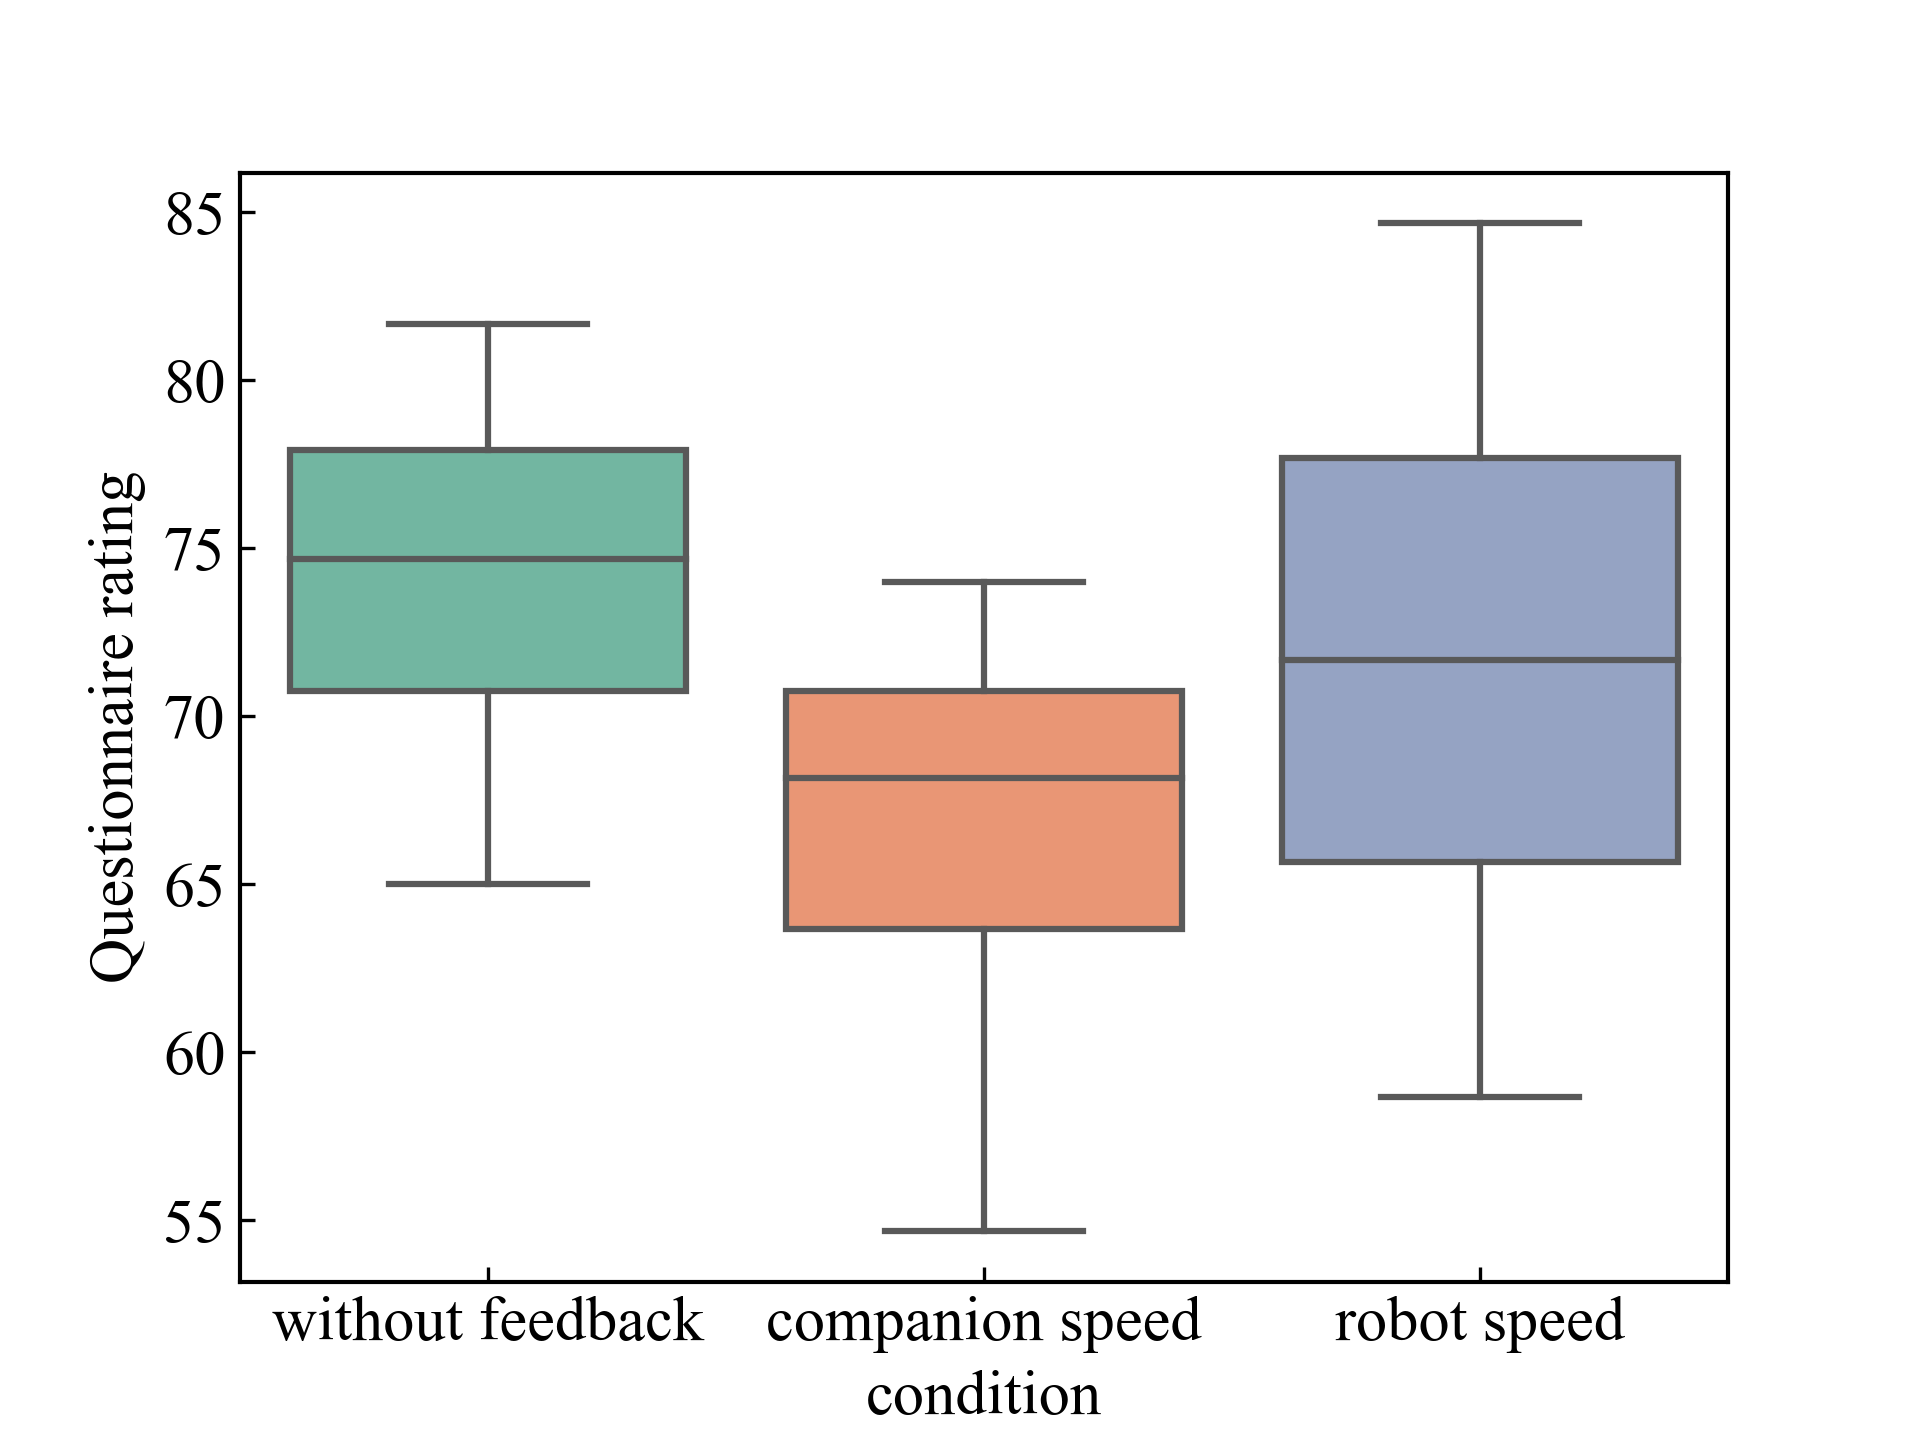 85
80
75
70
65
60
55
Questionnaire rating
without feedback companion speed robot speed
condition